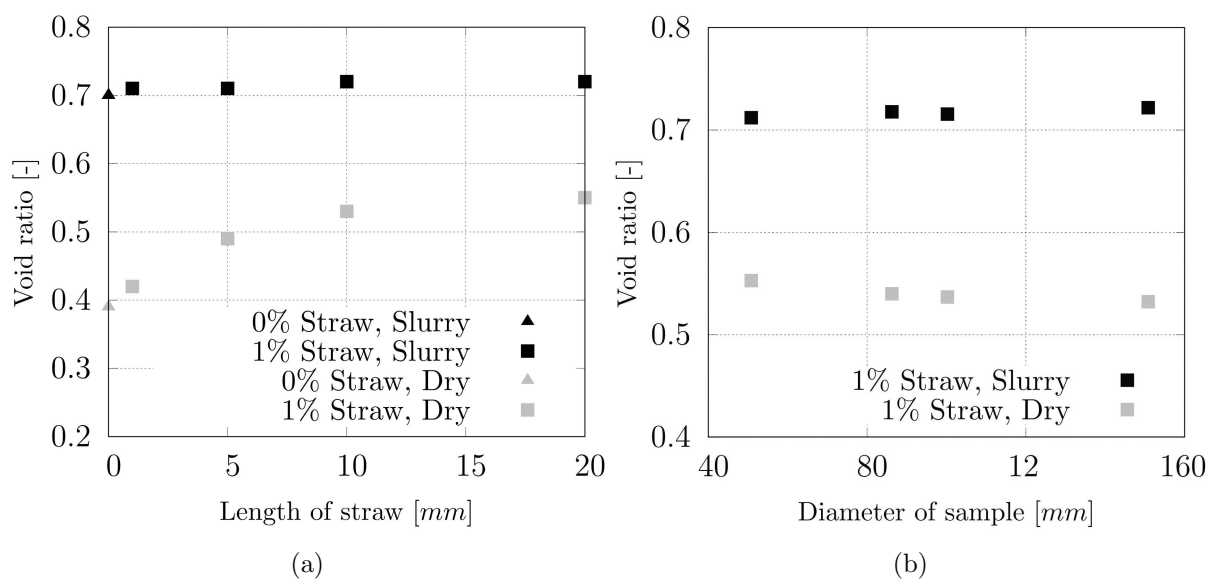 0.8
0.7
0.6
0.5
0.4
0.3
0.2
Void ratio [-]
0% Straw, Slurry
1% Straw, Slurry
0% Straw, Dry
1% Straw, Dry
0 5 10 15 20
Length of straw [mm]
(a)
0.8
0.7
0.6
0.5
0.4
Void ratio [-]
1% Straw, Slurry
1% Straw, Dry
40 80 12 160
Diameter of sample [mm]
(b)